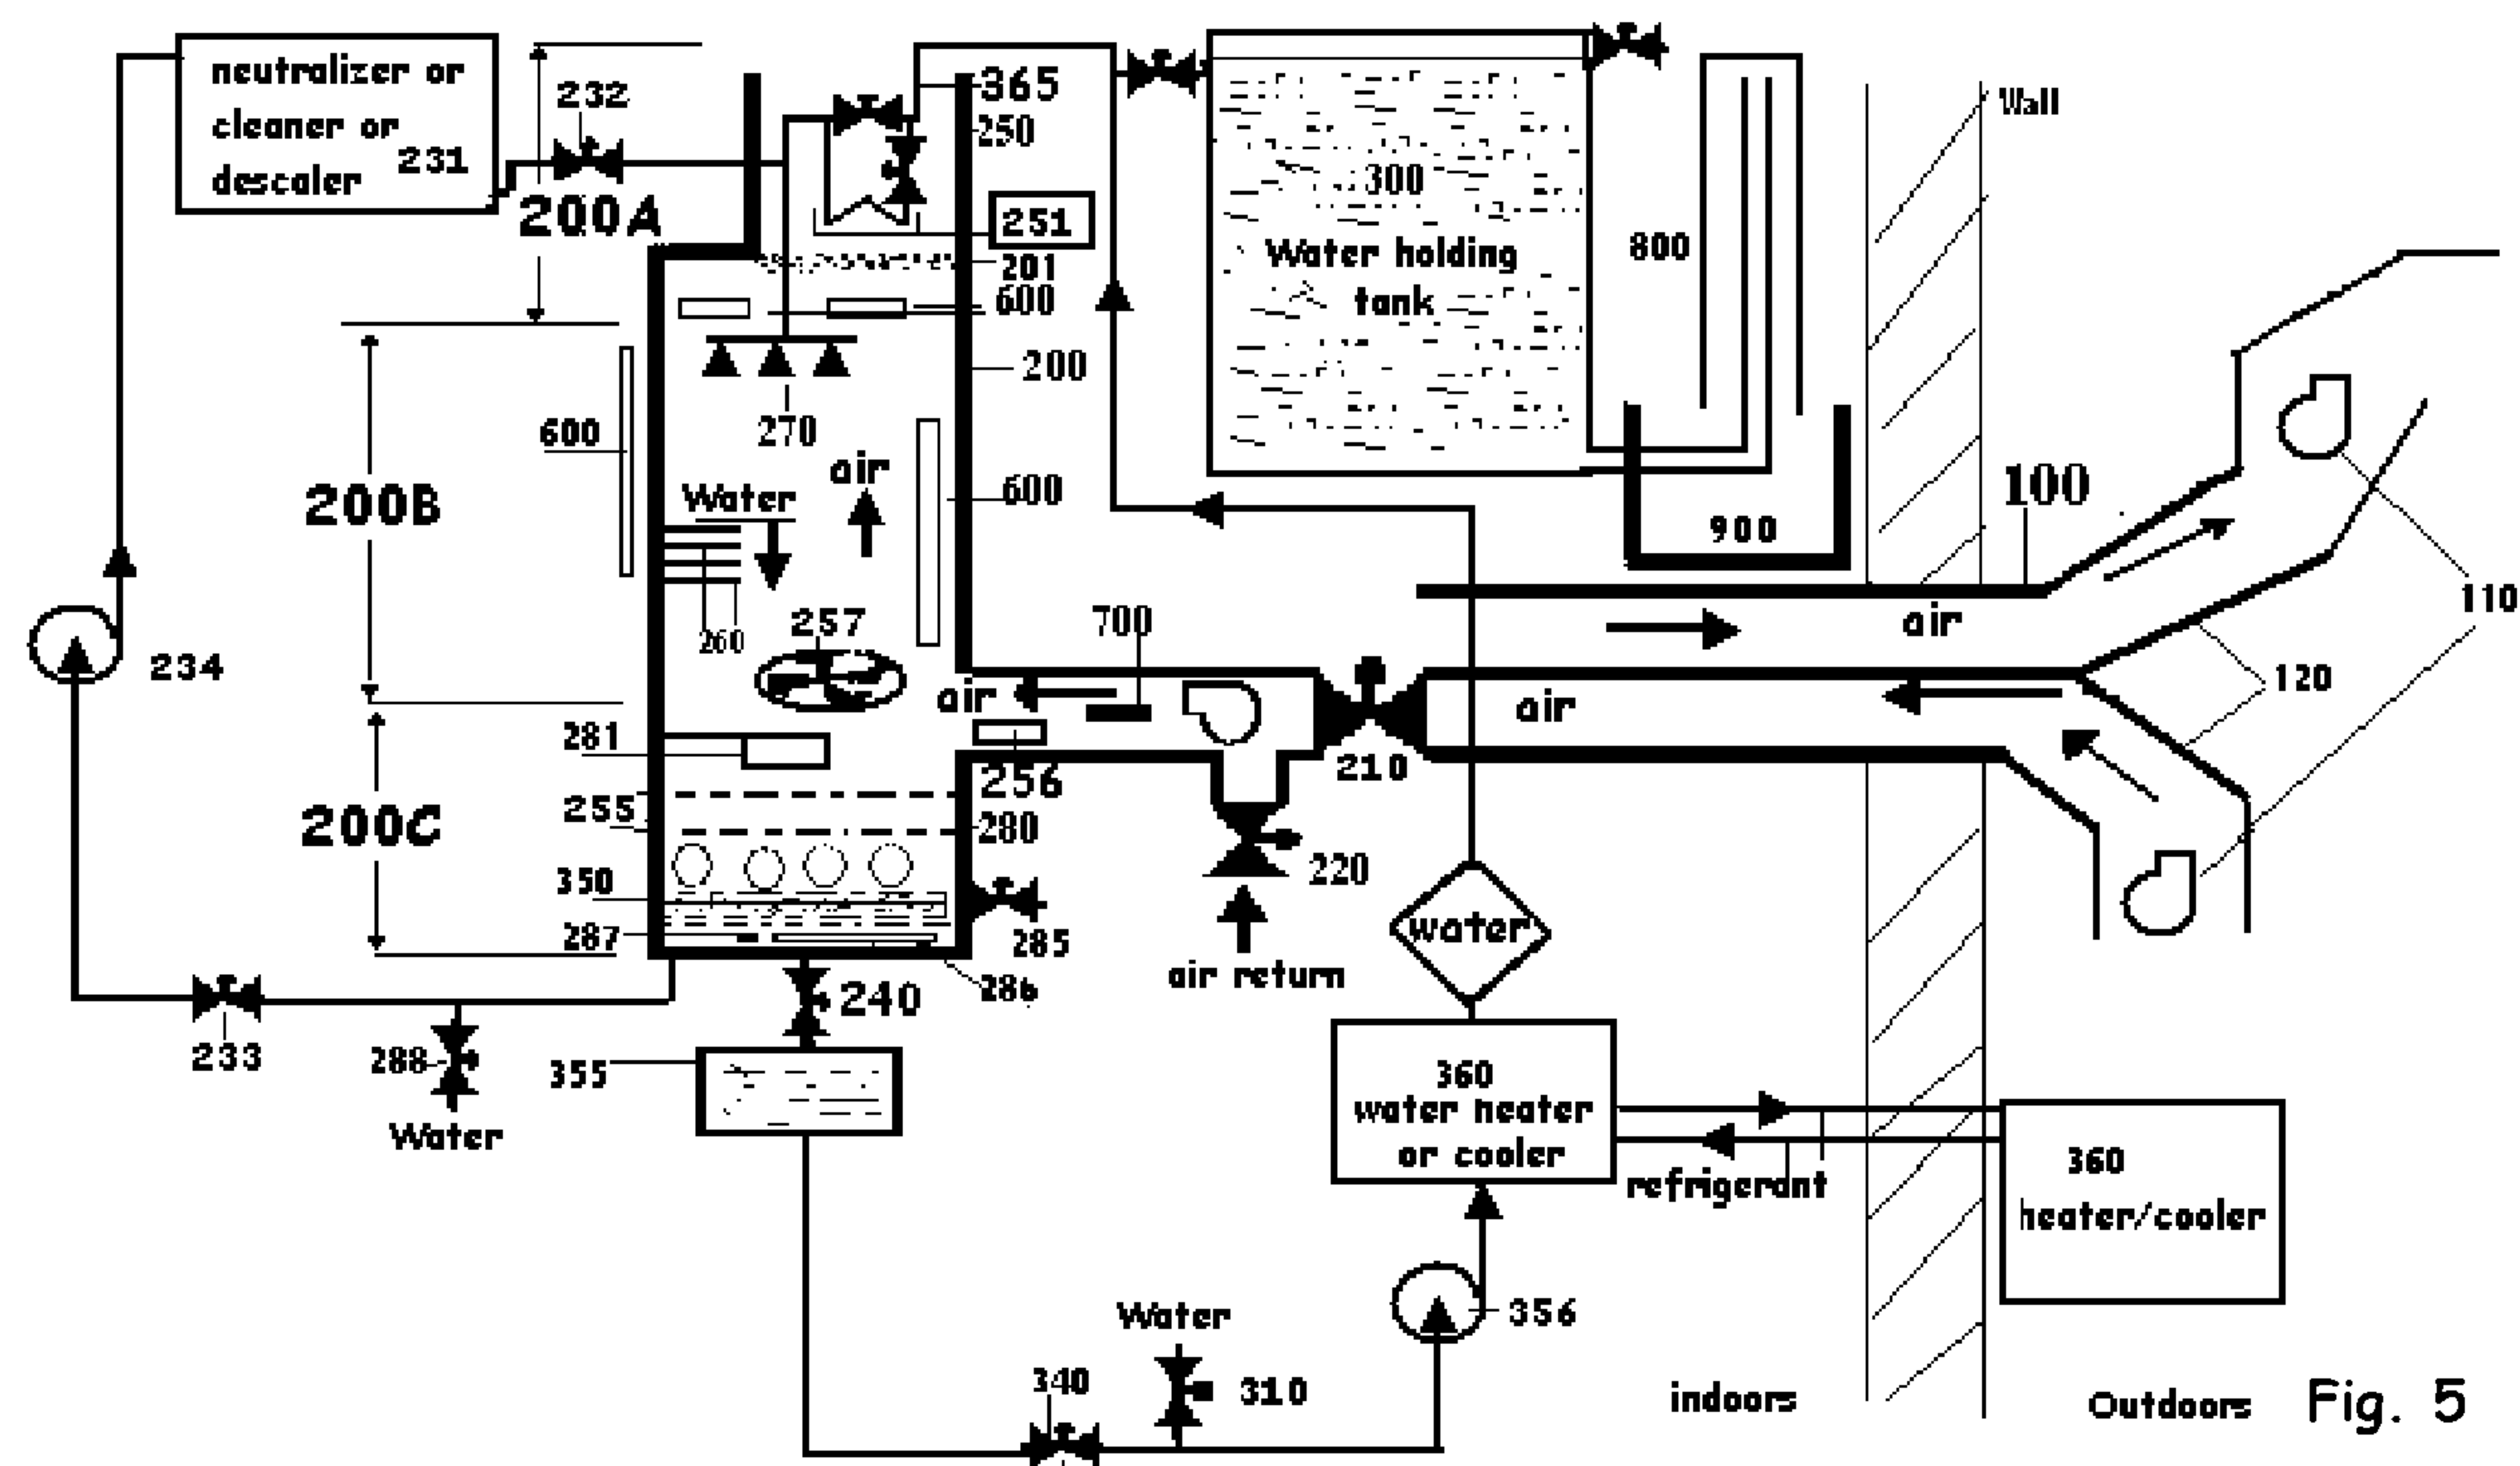 neutralizer or
cleaner or
descaler 231
232
200A
365
250
251
201
600
200
270
600
200B
Water
air
600
260
257
234
281
255
200C
350
287
air
700
256
280
285
286
240
233
288
Water
355
300
Water holding
tank
800
900
Wall
100
air
110
120
air
210
220
air return
water
360
water heater
or cooler
refrigerant
360
heater/cooler
356
Water
310
340
indoors
Outdoors
Fig. 5